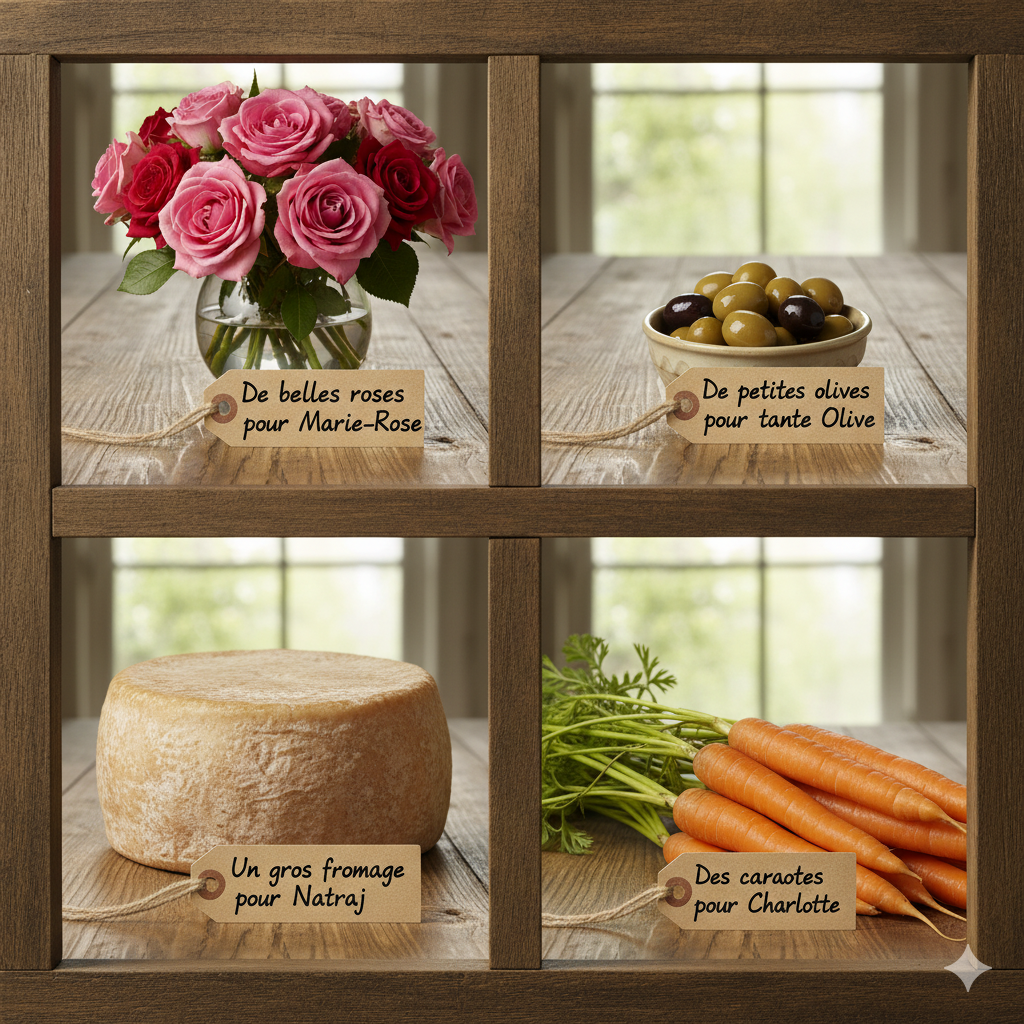 De belles roses
pour Marie-Rose
De petites olives
pour tante Olive
Un gros fromage
pour Natraj
Des caraotes
pour Charlotte